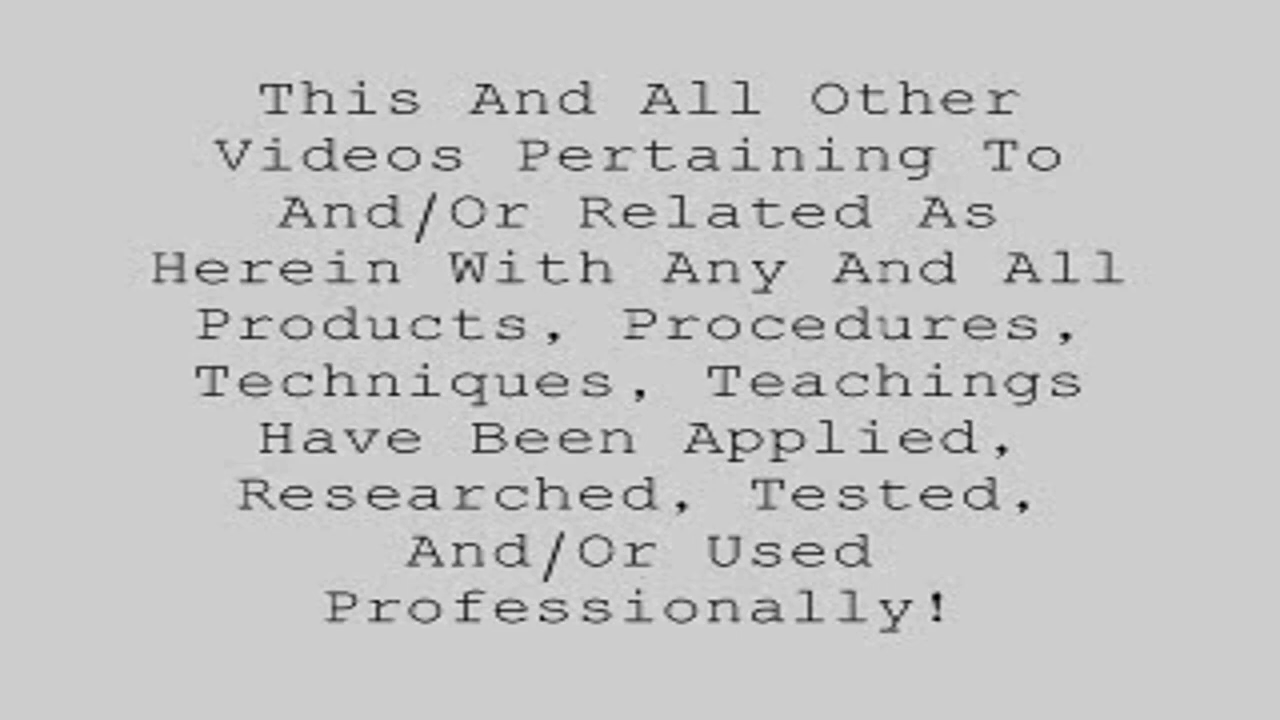 This And All Other
Videos Pertaining To
And/Or Related As
Herein With Any And All
Products, Procedures,
Techniques, Teachings
Have Been Applied,
Researched, Tested,
And/Or Used
Professionally!